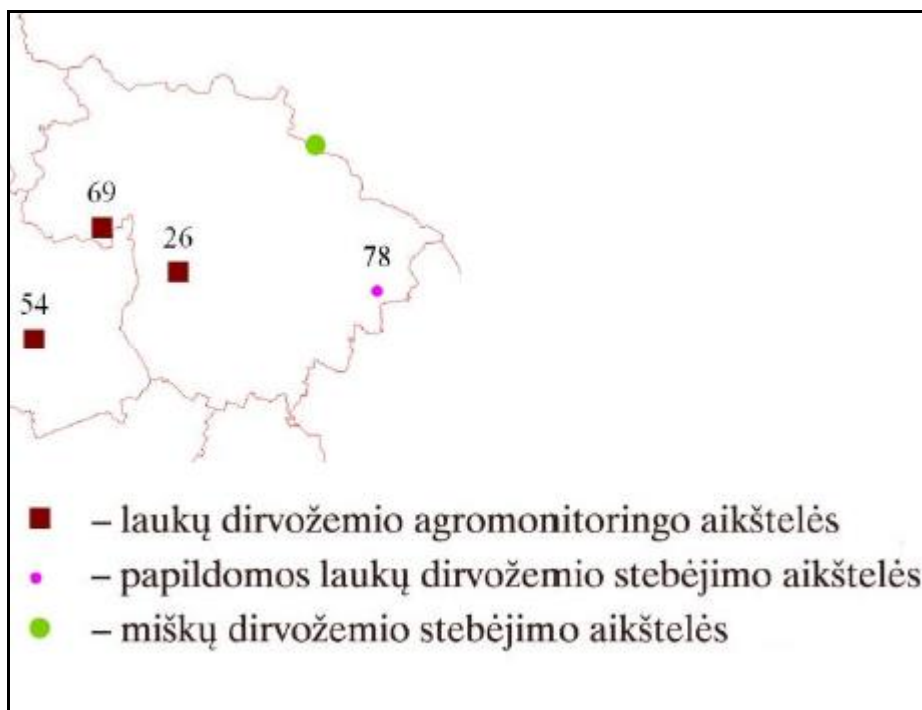 69
26
78
54
– laukų dirvožemio agromonitoringo aikštelės
– papildomos laukų dirvožemio stebėjimo aikštelės
– miškų dirvožemio stebėjimo aikštelės